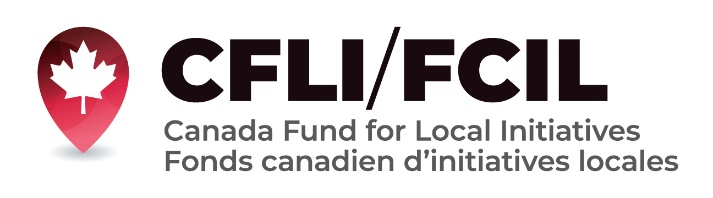 CFLI/FCIL
Canada Fund for Local Initiatives
Fonds canadien d'initiatives locales